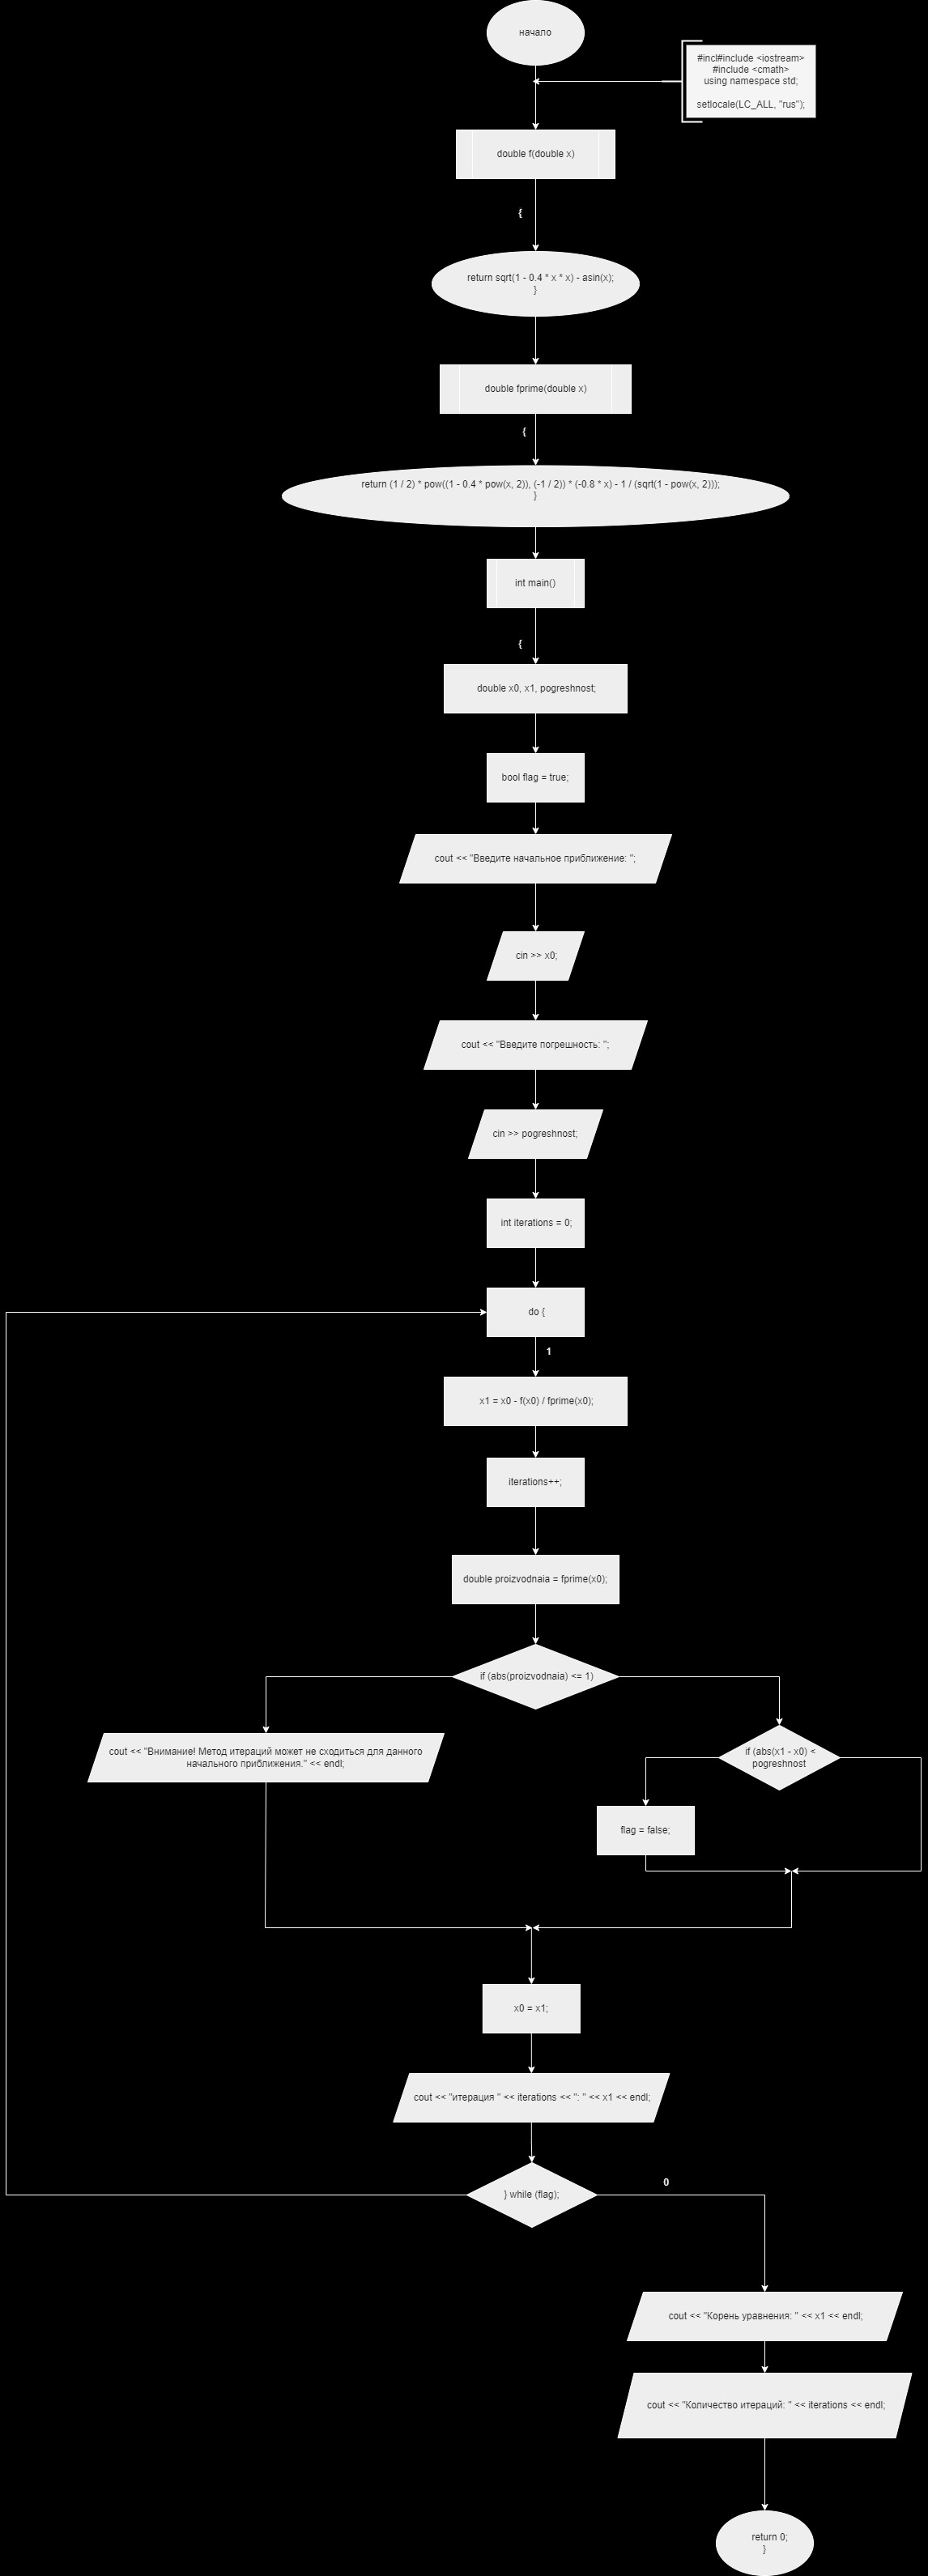 начало
#incl#include <iostream>
#include <cmath>
using namespace std;
setlocale(LC_ALL, "rus");
double f(double x)
{
return sqrt(1 - 0.4 * x * x) - asin(x);
}
double fprime(double x)
{
return (1 / 2) * pow((1 - 0.4 * pow(x, 2)), (-1 / 2)) * (-0.8 * x) - 1 / (sqrt(1 - pow(x, 2)));
}
int main()
{
double x0, x1, pogreshnost;
bool flag = true;
cout << "Введите начальное приближение: ";
cin >> x0;
cout << "Введите погрешность: ";
cin >> pogreshnost;
int iterations = 0;
do {
1
x1 = x0 - f(x0) / fprime(x0);
iterations++;
double proizvodnaia = fprime(x0);
if (abs(proizvodnaia) <= 1)
cout << "Внимание! Метод итераций может не сходиться для данного
начального приближения." << endl;
if (abs(x1 - x0) <
pogreshnost
flag = false;
x0 = x1;
cout << "итерация " << iterations << ": " << x1 << endl;
} while (flag);
0
cout << "Корень уравнения: " << x1 << endl;
cout << "Количество итераций: " << iterations << endl;
return 0;
}